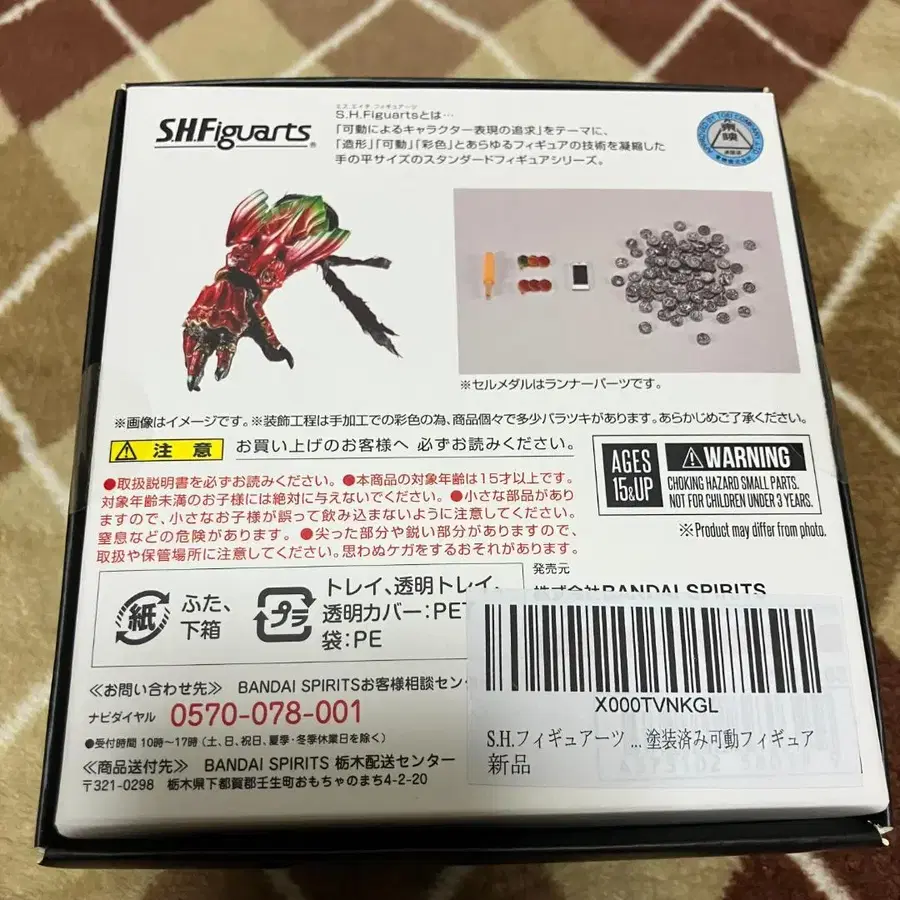 S.H.Figuarts
エス.エイチ.フィギュアーツ
S.H.Figuartsとは…
「可動によるキャラクター表現の追求」をテーマに、
「造形」「可動」「彩色」とあらゆるフィギュアの技術を凝縮した
手の平サイズのスタンダードフィギュアシリーズ。
東映
※セルメダルはランナーパーツです。
※画像はイメージです。※装飾工程は手加工での彩色の為、商品個々で多少バラツキがあります。あらかじめご了承ください。
注意 お買い上げのお客様へ 必ずお読みください。
●取扱説明書を必ずお読みください。●本商品の対象年齢は15才以上です。
対象年齢未満のお子様には絶対に与えないでください。●小さな部品があり
ますので、小さなお子様が誤って飲み込まないように注意してください。
窒息などの危険があります。●尖った部分や鋭い部分がありますので、
取扱や保管場所に注意してください。思わぬケガをするおそれがあります。
AGES
15&UP
WARNING
CHOKING HAZARD SMALL PARTS.
NOT FOR CHILDREN UNDER 3 YEARS.
※Product may differ from photo.
発売元
株式会社BANDAI SPIRITS
紙
ふた、
下箱
プラ
トレイ、透明トレイ、
透明カバー:PET
袋:PE
≪お問い合わせ先≫ BANDAI SPIRITSお客様相談セン
ナビダイヤル 0570-078-001
●受付時間 10時〜17時(土、日、祝日、夏季・冬季休業日を除く)
≪商品送付先≫ BANDAI SPIRITS 栃木配送センター
〒321-0298 栃木県下都賀郡壬生町おもちゃのまち4-2-20
X000TVNKGL
S.H.フィギュアーツ ... 塗装済み可動フィギュア
新品